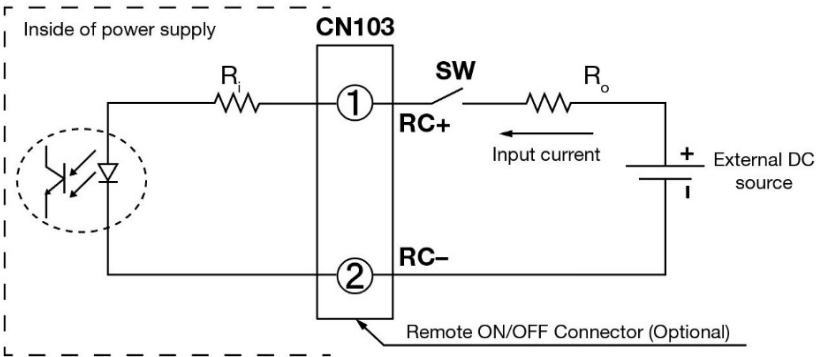 Inside of power supply
CN103
Ri
1
SW
Ro
RC+
Input current
+
External DC
source
-
2
RC–
Remote ON/OFF Connector (Optional)